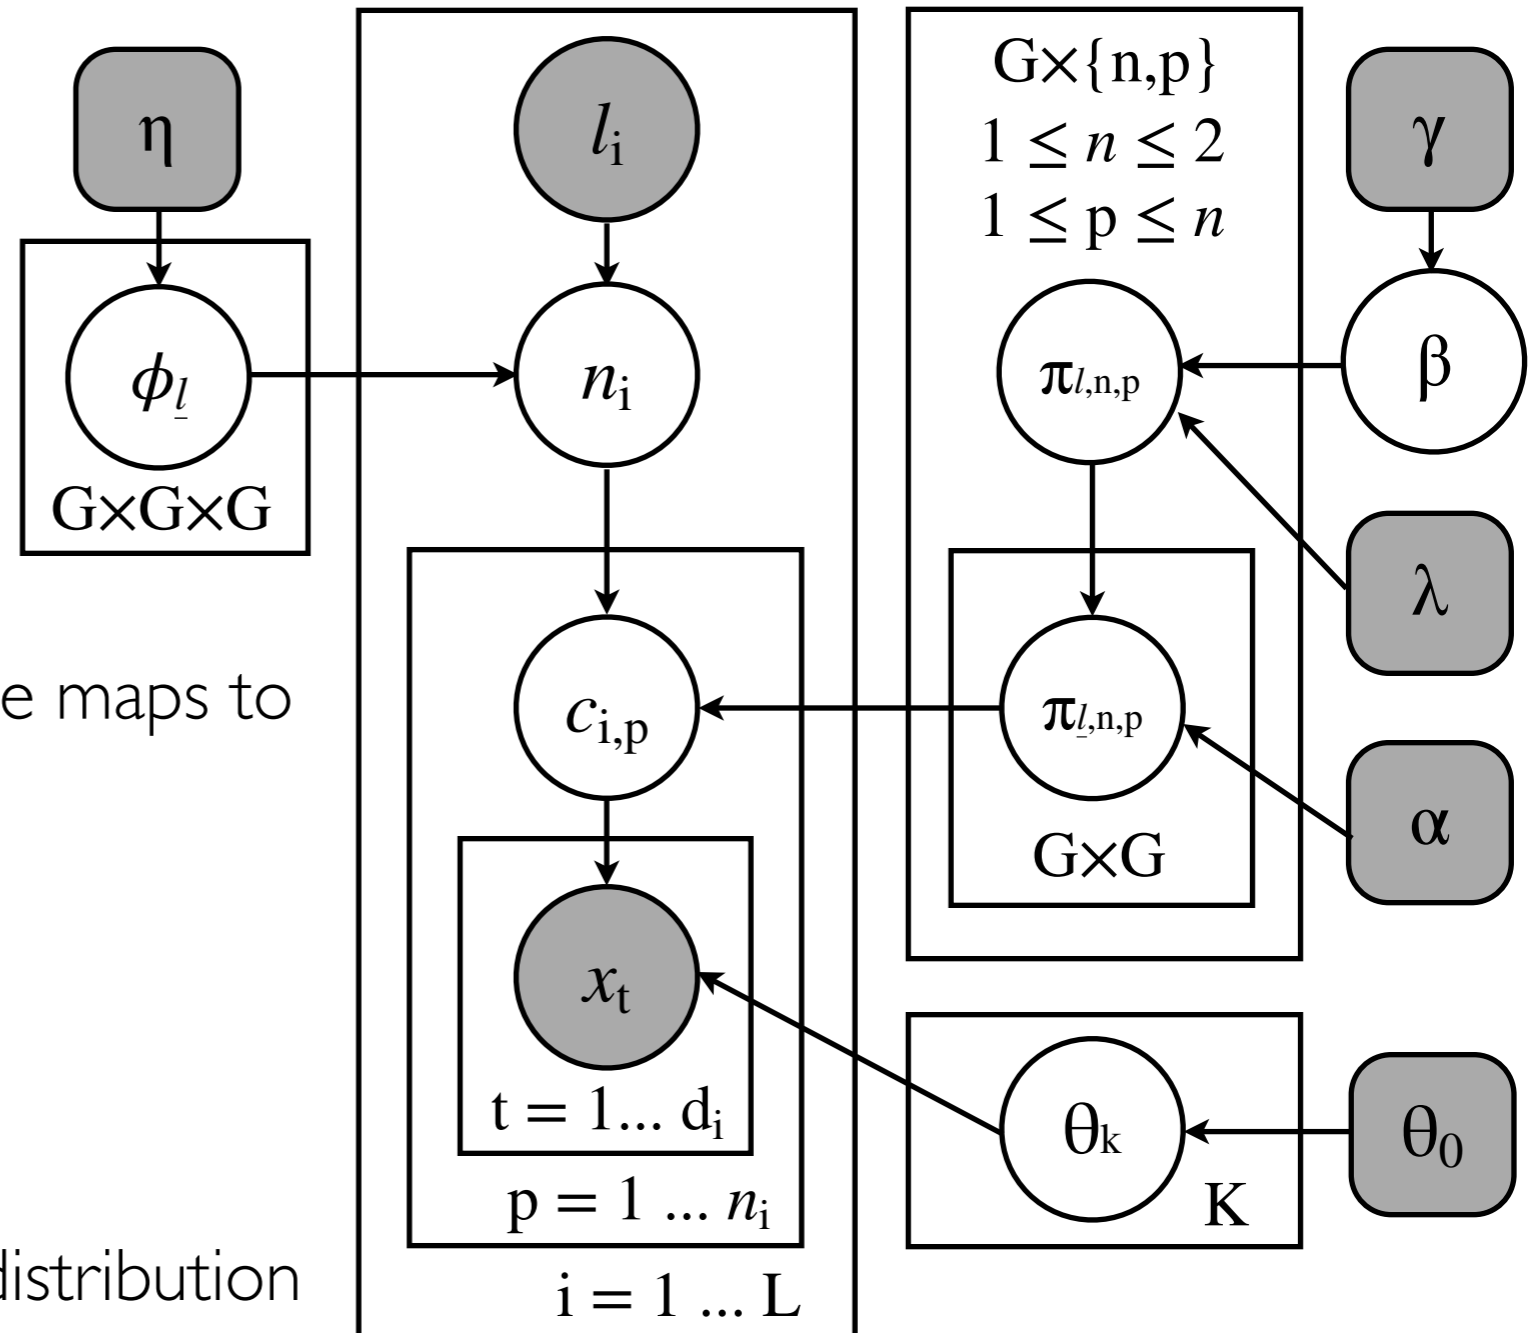 η
l_i
G×{n,p}
1 ≤ n ≤ 2
1 ≤ p ≤ n
γ
ϕ_l̲
G×G×G
n_i
π_l,n,p
β
λ
e maps to
c_i,p
π_l̲,n,p
G×G
α
x_t
t = 1... d_i
p = 1 ... n_i
i = 1 ... L
θ_k
K
θ_0
distribution